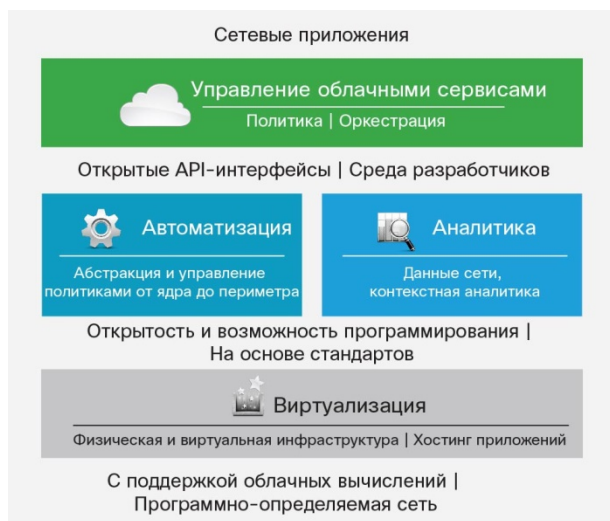 Сетевые приложения
Управление облачными сервисами
Политика | Оркестрация
Открытые API-интерфейсы | Среда разработчиков
Автоматизация
Абстракция и управление
политиками от ядра до периметра
Аналитика
Данные сети,
контекстная аналитика
Открытость и возможность программирования |
На основе стандартов
Виртуализация
Физическая и виртуальная инфраструктура | Хостинг приложений
С поддержкой облачных вычислений |
Программно-определяемая сеть